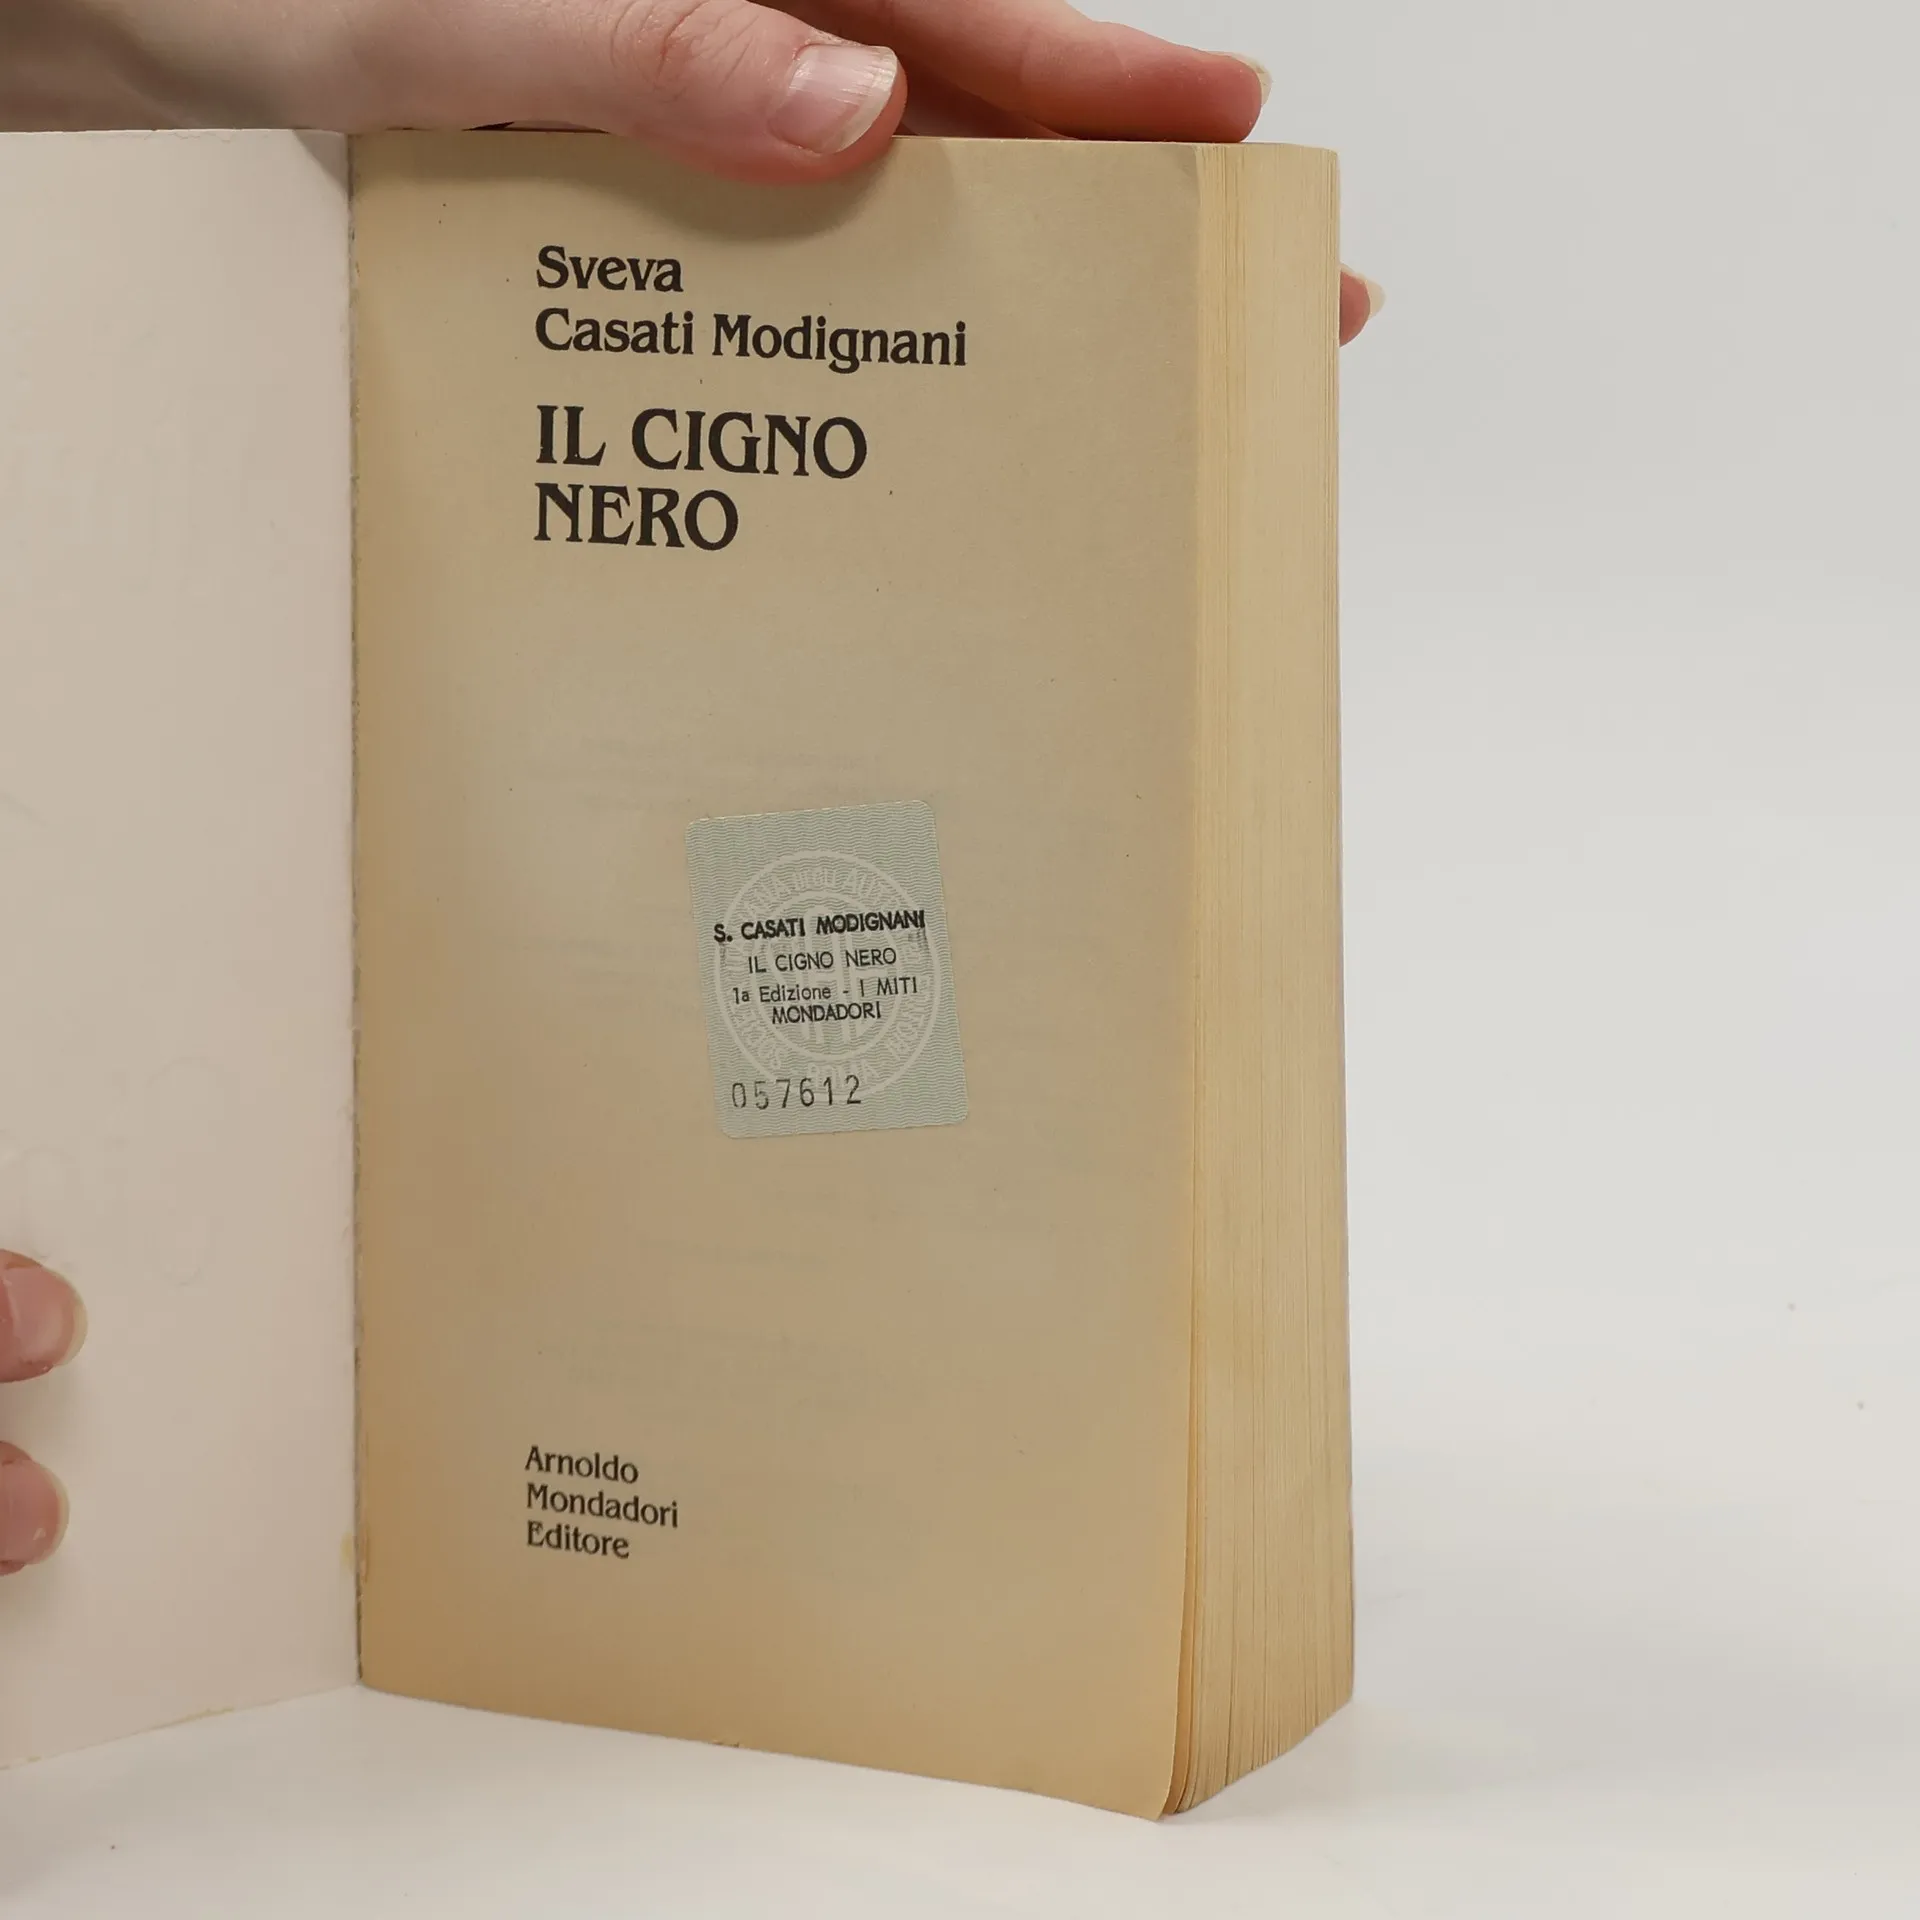 Sveva
Casati Modignani
IL CIGNO
NERO
S. CASATI MODIGNANI
IL CIGNO NERO
1a Edizione - I MITI
MONDADORI
057612
Arnoldo
Mondadori
Editore